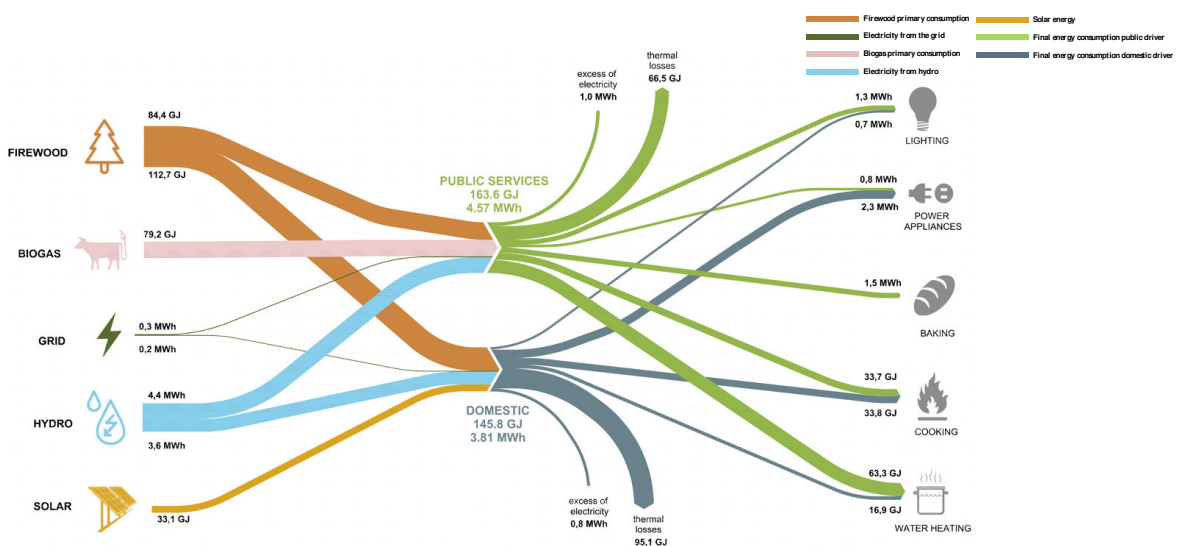 Firewood primary consumption
Electricity from the grid
Biogas primary consumption
Electricity from hydro
Solar energy
Final energy consumption public driver
Final energy consumption domestic driver
FIREWOOD
84,4 GJ
112,7 GJ
BIOGAS
79,2 GJ
GRID
0,3 MWh
0,2 MWh
HYDRO
4,4 MWh
3,6 MWh
SOLAR
33,1 GJ
PUBLIC SERVICES
163.6 GJ
4.57 MWh
DOMESTIC
145.8 GJ
3.81 MWh
excess of
electricity
1,0 MWh
thermal
losses
66,5 GJ
excess of
electricity
0,8 MWh
thermal
losses
95,1 GJ
1,3 MWh
0,7 MWh
LIGHTING
0,8 MWh
2,3 MWh
POWER
APPLIANCES
1,5 MWh
BAKING
33,7 GJ
33,8 GJ
COOKING
63,3 GJ
16,9 GJ
WATER HEATING